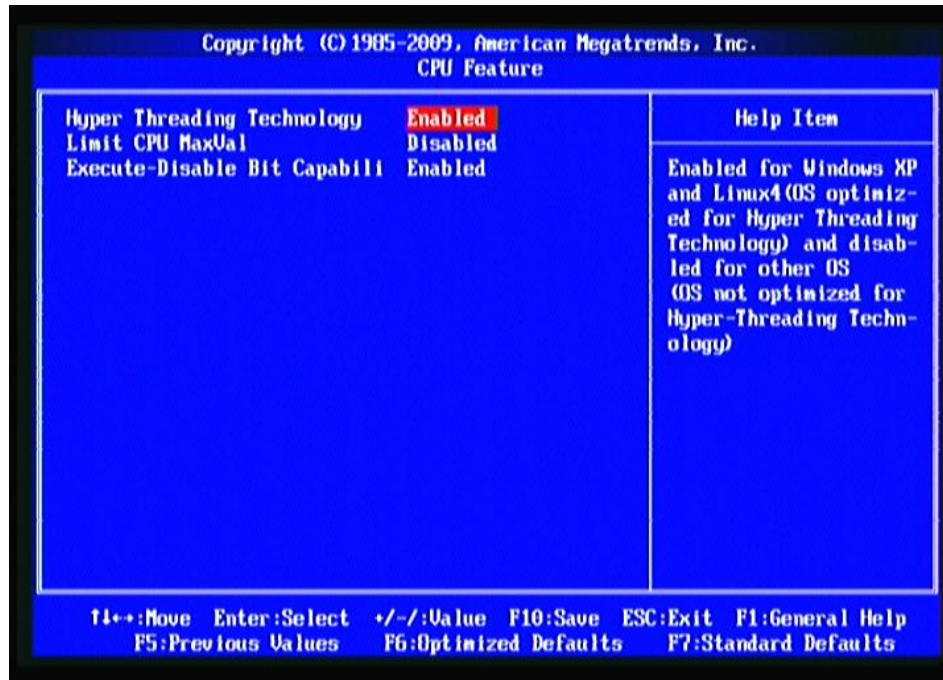 Copyright (C)1985-2009, American Megatrends, Inc.
CPU Feature
Hyper Threading Technology Enabled
Limit CPU MaxVal Disabled
Execute-Disable Bit Capabili Enabled
Help Item
Enabled for Windows XP
and Linux4(OS optimiz-
ed for Hyper Threading
Technology) and disab-
led for other OS
(OS not optimized for
Hyper-Threading Techn-
ology)
↑↓←→:Move Enter:Select +/-/:Value F10:Save ESC:Exit F1:General Help
F5:Previous Values F6:Optimized Defaults F7:Standard Defaults